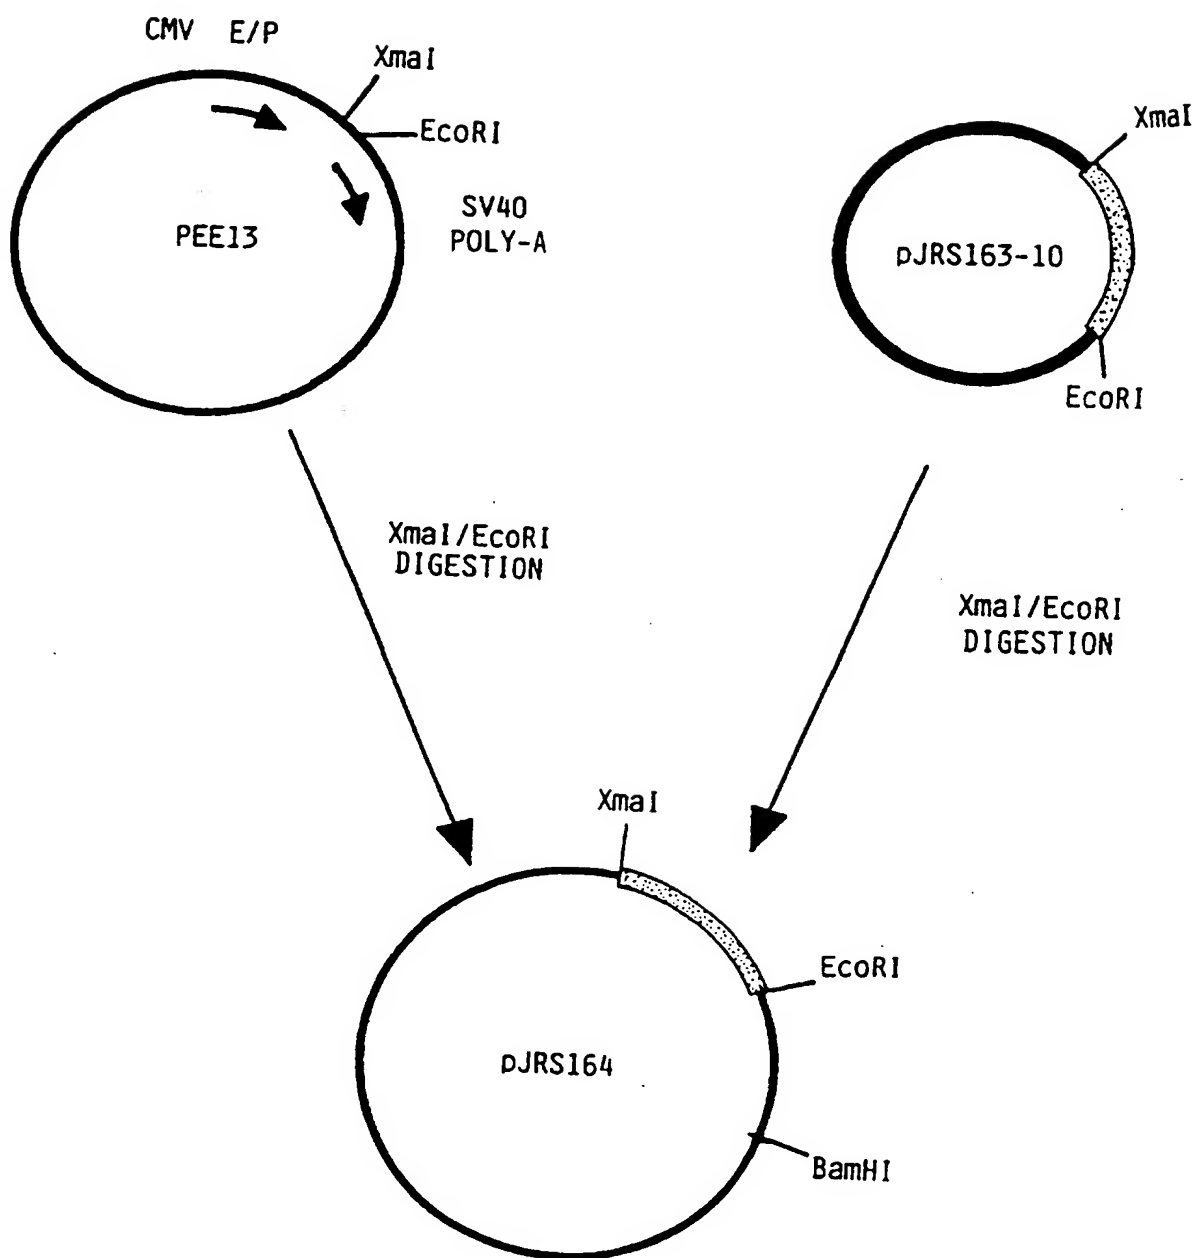 CMV E/P
XmaI
EcoRI
PEE13
SV40
POLY-A
XmaI
pJRS163-10
EcoRI
XmaI/EcoRI
DIGESTION
XmaI/EcoRI
DIGESTION
XmaI
EcoRI
pJRS164
BamHI